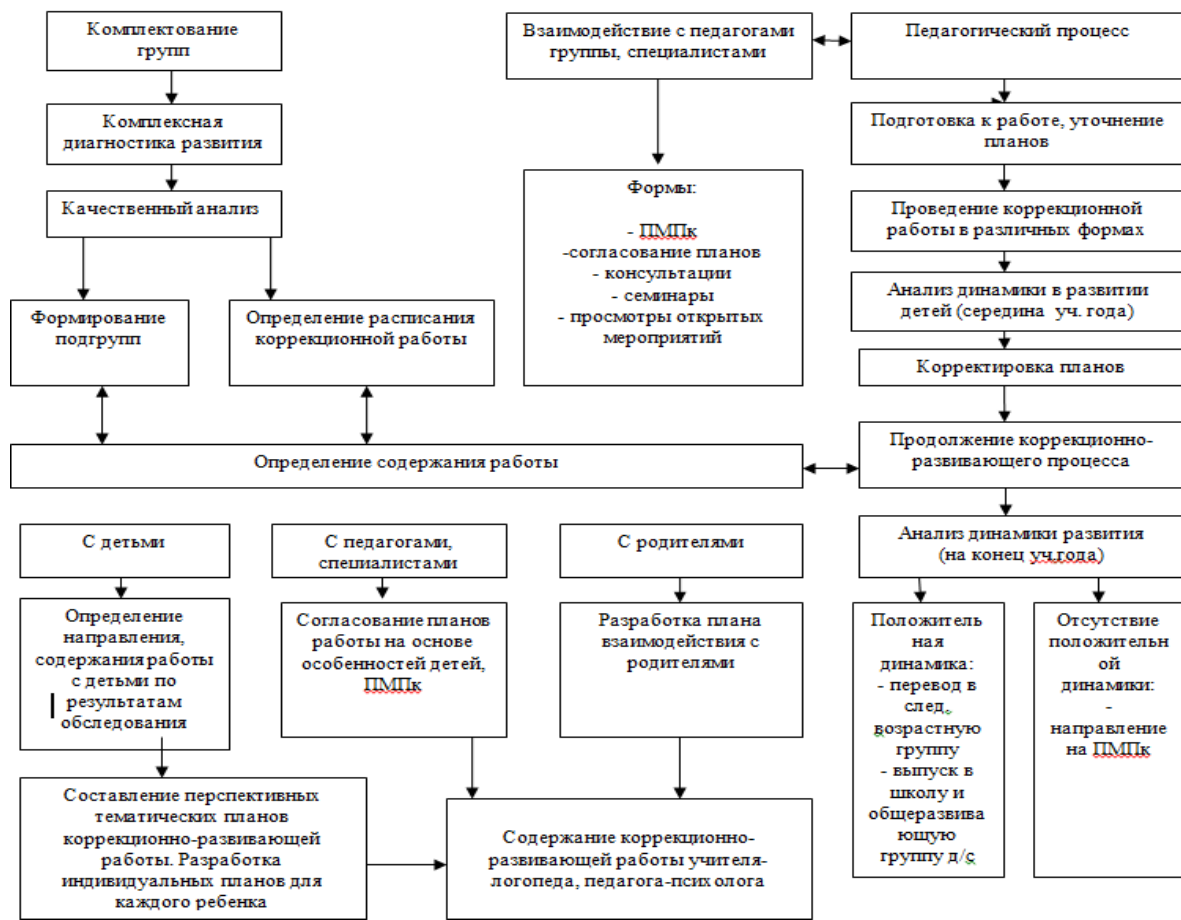 Комплектование
групп
Комплексная
диагностика развития
Качественный анализ
Формирование
подгрупп
Определение расписания
коррекционной работы
Взаимодействие с педагогами
группы, специалистами
Формы:
- ПМПк
-согласование планов
- консультации
- семинары
- просмотры открытых
мероприятий
Педагогический процесс
Подготовка к работе, уточнение
планов
Проведение коррекционной
работы в различных формах
Анализ динамики в развитии
детей (середина уч. года)
Корректировка планов
Определение содержания работы
Продолжение коррекционно-
развивающего процесса
С детьми
С педагогами,
специалистами
С родителями
Анализ динамики развития
(на конец уч.года)
Определение
направления,
содержания работы
с детьми по
результатам
обследования
Согласование планов
работы на основе
особенностей детей,
ПМПк
Разработка плана
взаимодействия с
родителями
Положитель
ная
динамика:
- перевод в
след.
возрастную
группу
- выпуск в
школу и
общеразвива
ющую
группу д/с
Отсутствие
положительн
ой
динамики:
-
направление
на ПМПк
Составление перспективных
тематических планов
коррекционно-развивающей
работы. Разработка
индивидуальных планов для
каждого ребенка
Содержание коррекционно-
развивающей работы учителя-
логопеда, педагога-психолога